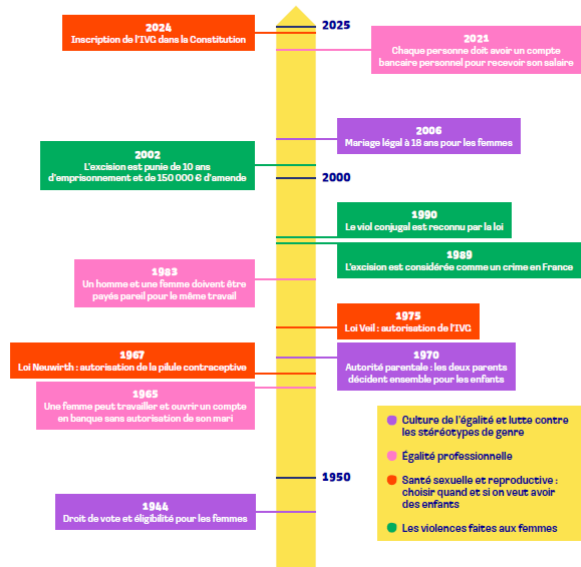 2024
Inscription de l'IVG dans la Constitution
2025
2021
Chaque personne doit avoir un compte
bancaire personnel pour recevoir son salaire
2006
Mariage légal à 18 ans pour les femmes
2002
L'excision est punie de 10 ans
d'emprisonnement et de 150 000 € d'amende
2000
1990
Le viol conjugal est reconnu par la loi
1989
L'excision est considérée comme un crime en France
1983
Un homme et une femme doivent être
payés pareil pour le même travail
1975
Loi Veil : autorisation de l'IVG
1967
Loi Neuwirth : autorisation de la pilule contraceptive
1970
Autorité parentale : les deux parents
décident ensemble pour les enfants
1965
Une femme peut travailler et ouvrir un compte
en banque sans autorisation de son mari
Culture de l'égalité et lutte contre
les stéréotypes de genre
Égalité professionnelle
Santé sexuelle et reproductive :
choisir quand et si on veut avoir
des enfants
Les violences faites aux femmes
1950
1944
Droit de vote et éligibilité pour les femmes